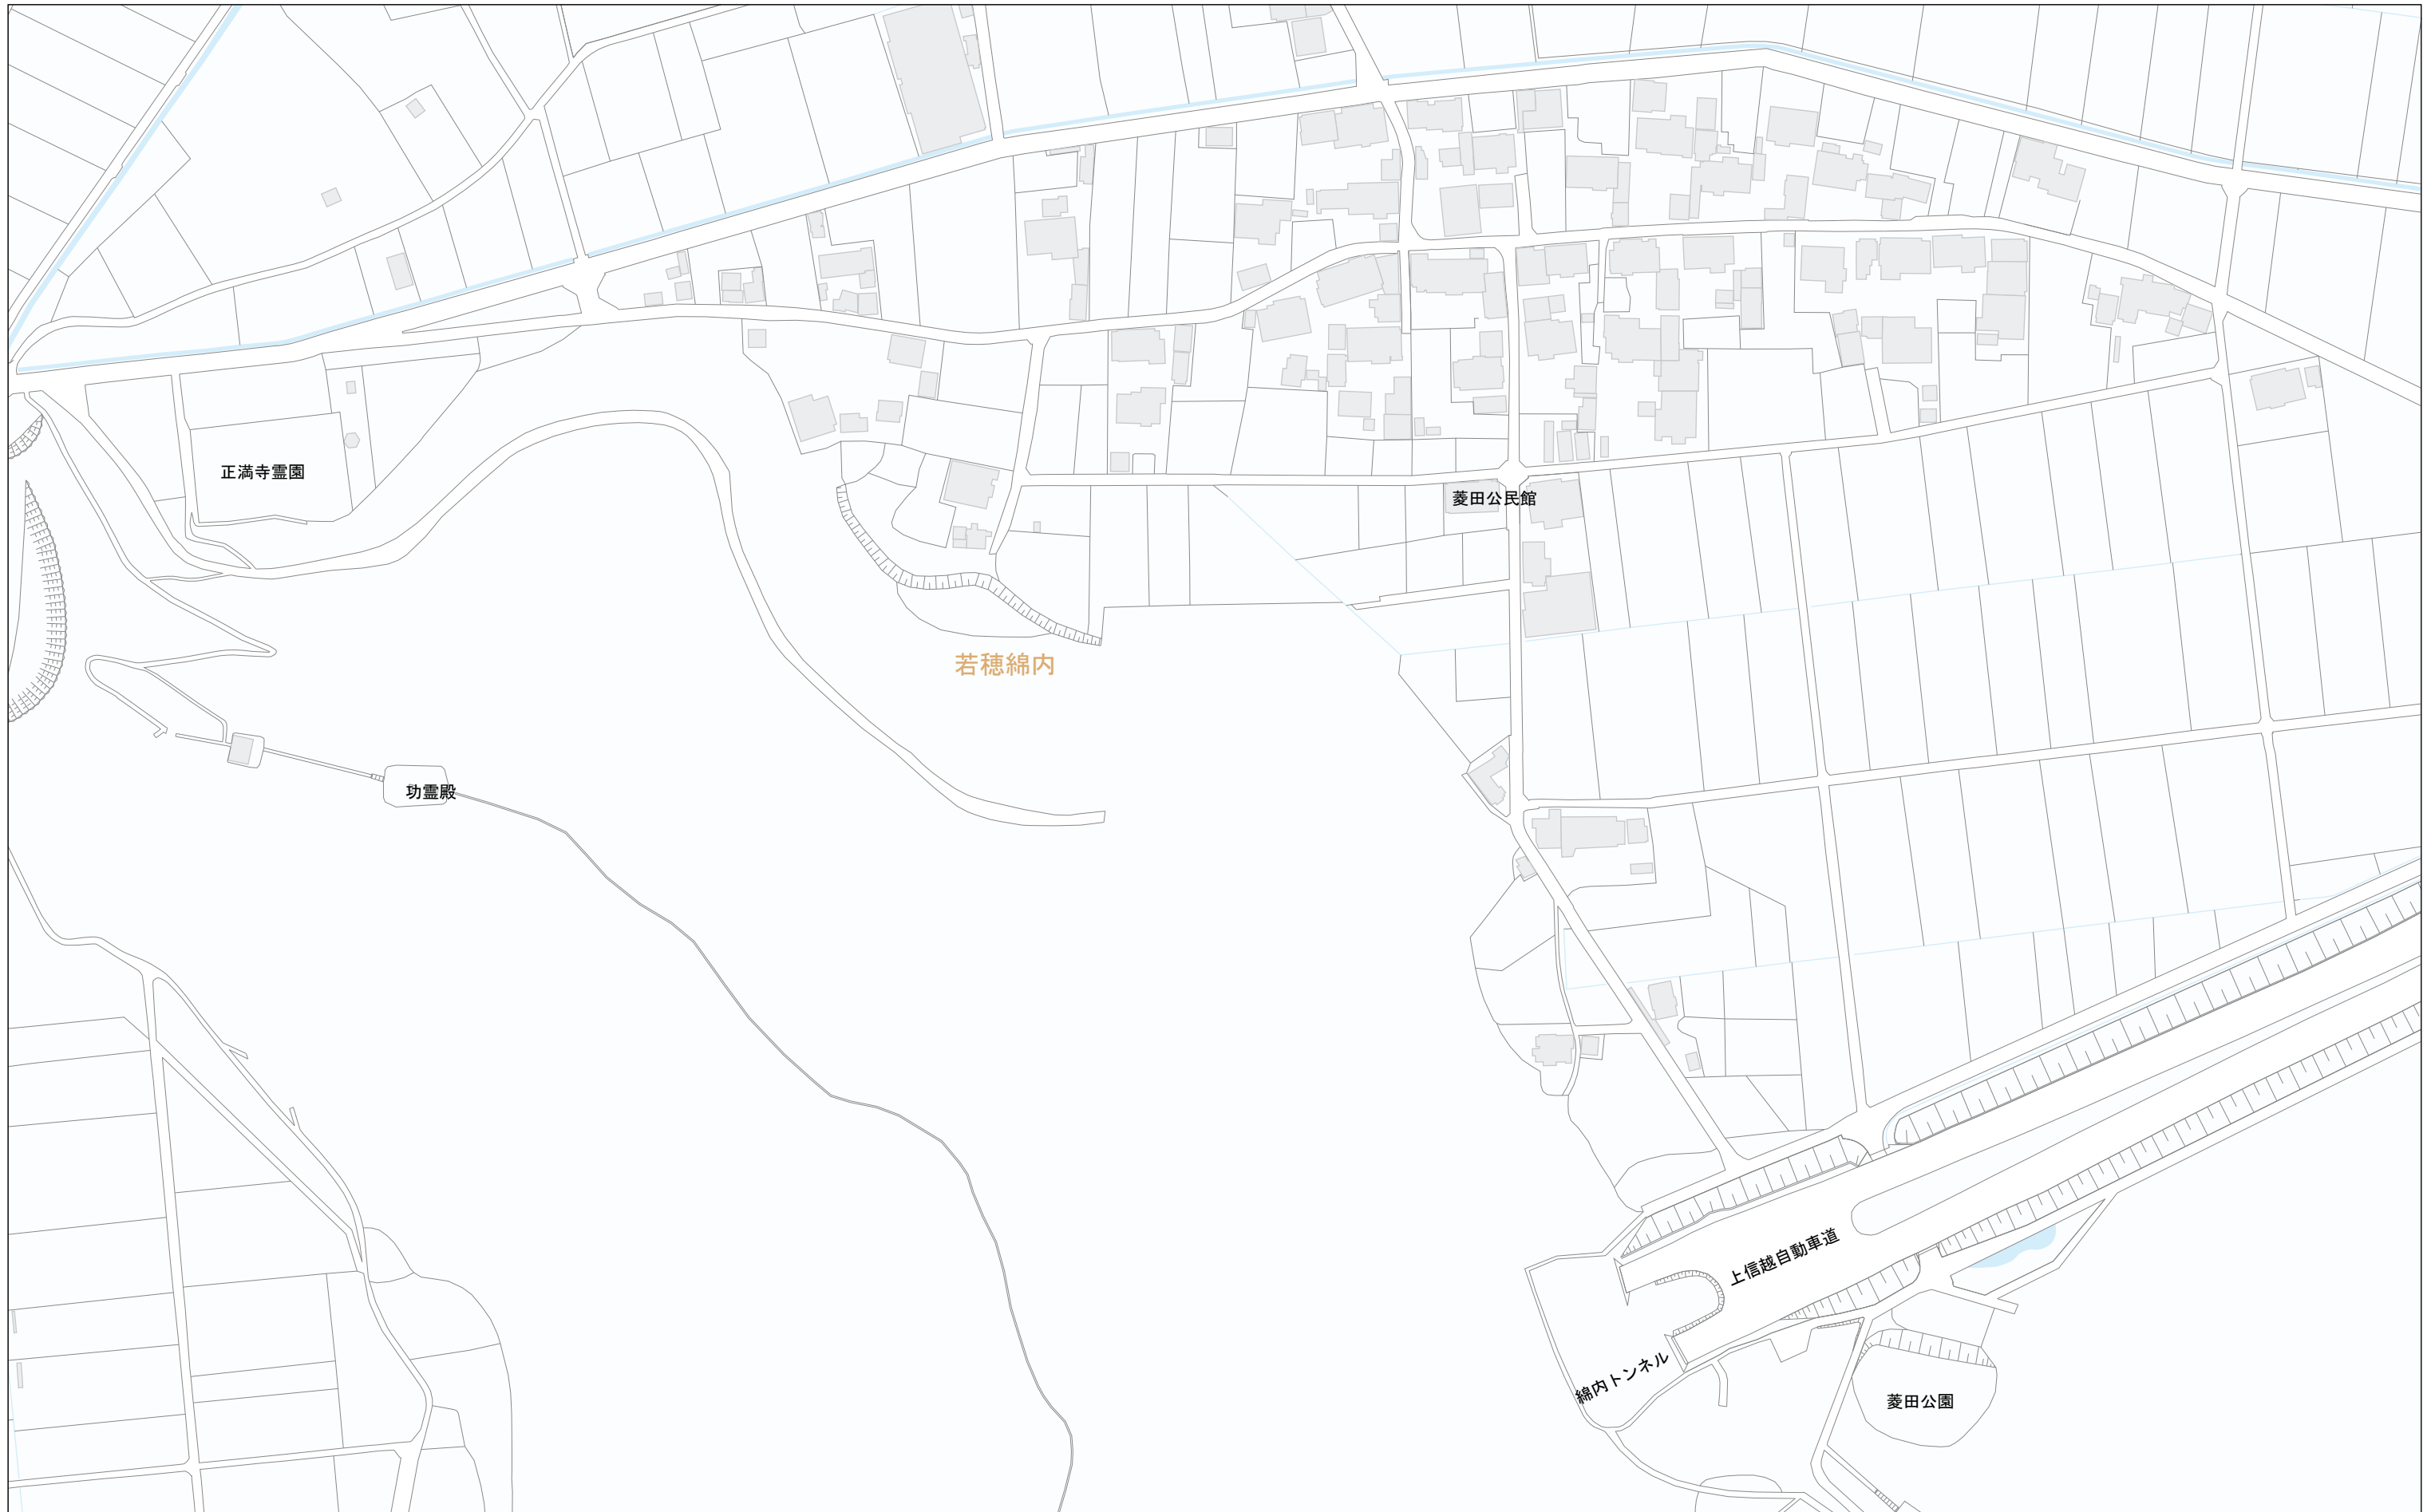 正満寺霊園
菱田公民館
若穂綿内
功霊殿
上信越自動車道
綿内トンネル
菱田公園